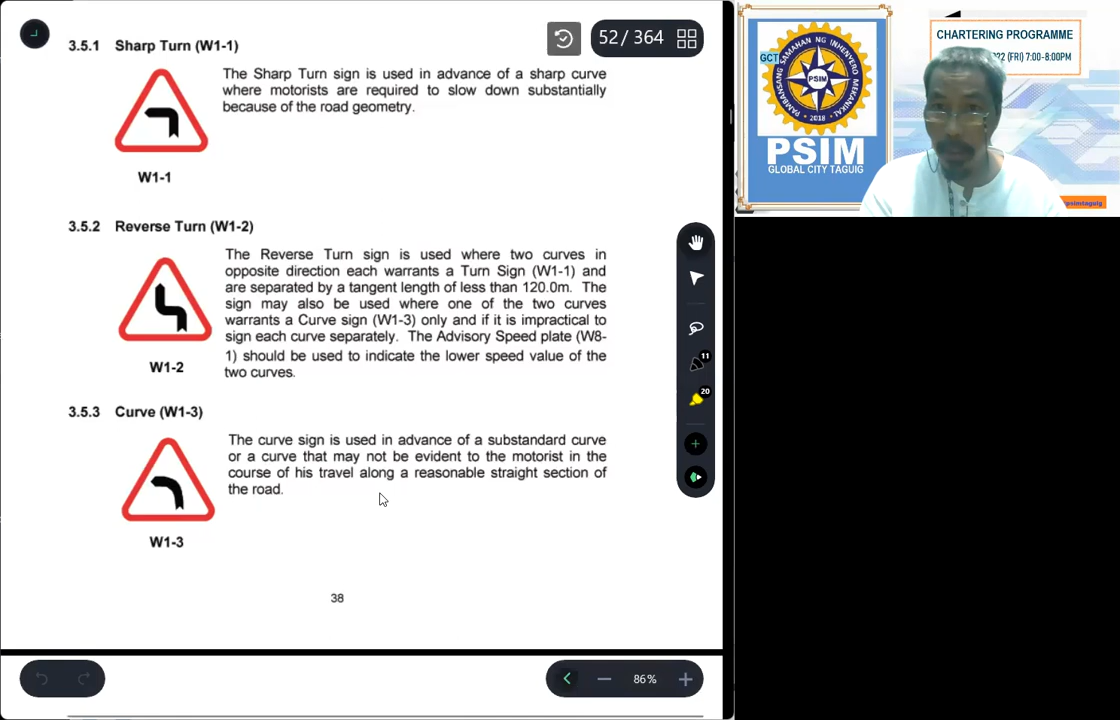 3.5.1 Sharp Turn (W1-1)
The Sharp Turn sign is used in advance of a sharp curve
where motorists are required to slow down substantially
because of the road geometry.
W1-1
3.5.2 Reverse Turn (W1-2)
The Reverse Turn sign is used where two curves in
opposite direction each warrants a Turn Sign (W1-1) and
are separated by a tangent length of less than 120.0m. The
sign may also be used where one of the two curves
warrants a Curve sign (W1-3) only and if it is impractical to
sign each curve separately. The Advisory Speed plate (W8-
1) should be used to indicate the lower speed value of the
two curves.
W1-2
3.5.3 Curve (W1-3)
The curve sign is used in advance of a substandard curve
or a curve that may not be evident to the motorist in the
course of his travel along a reasonable straight section of
the road.
W1-3
38
52 / 364
11
20
86%
PAMBANSANG SAMAHAN NG INHENYERO MEKANIKAL
PSIM
2018
GCT
PSIM
GLOBAL CITY TAGUIG
CHARTERING PROGRAMME
(FRI) 7:00-8:00PM
psimtaguig